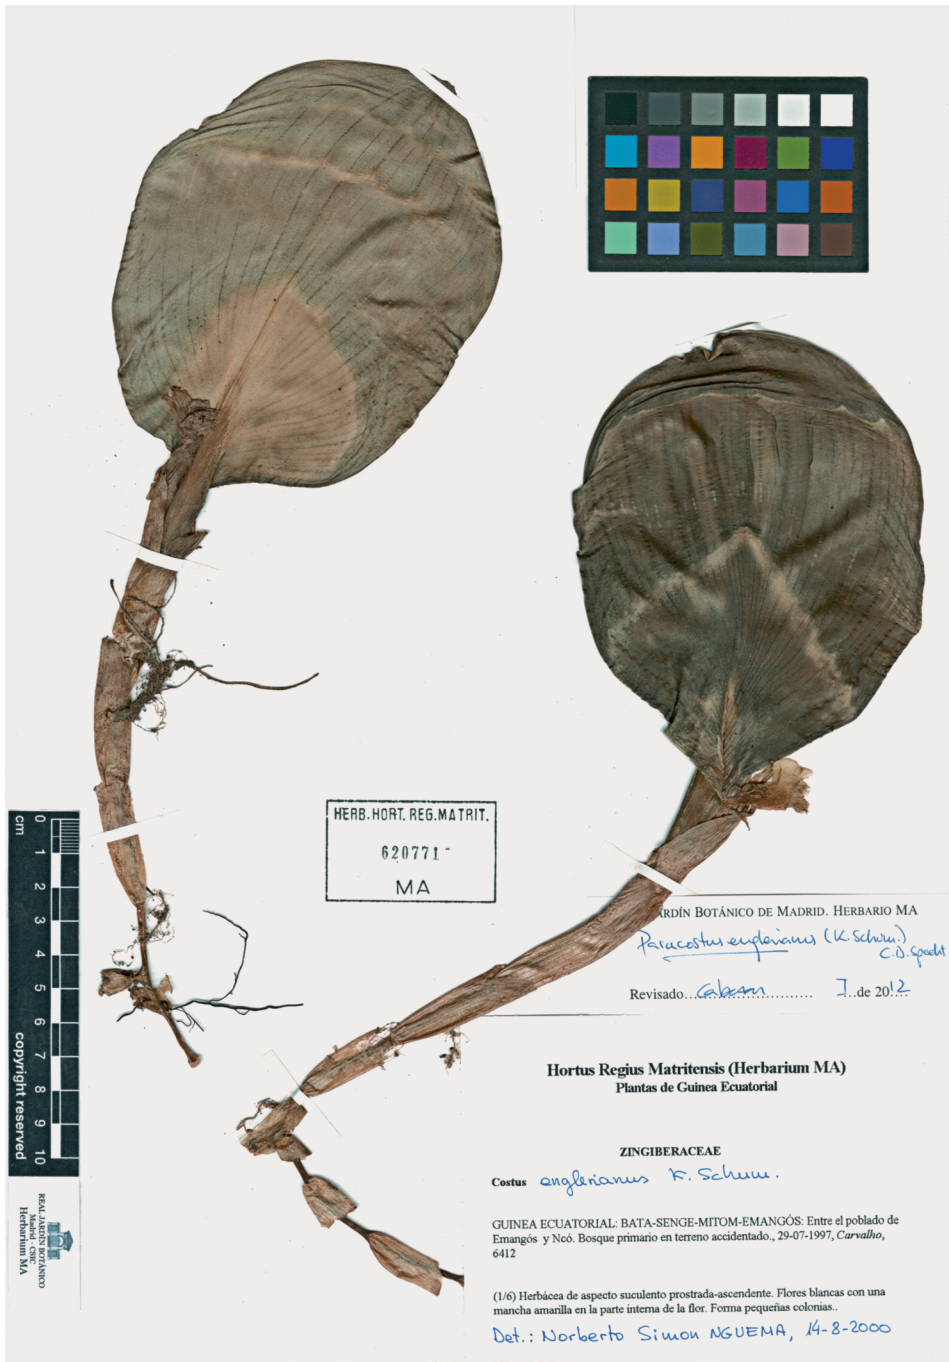 HERB. HORT. REG. MATRIT.
620771-
MA
JARDÍN BOTÁNICO DE MADRID. HERBARIO MA
Paracostus englerianus (K. Schum.)
C.D. Specht
Revisado................ I...de 2012
Hortus Regius Matritensis (Herbarium MA)
Plantas de Guinea Ecuatorial
ZINGIBERACEAE
Costus englerianus K. Schum.
GUINEA ECUATORIAL: BATA-SENGE-MITOM-EMANGÓS: Entre el poblado de
Emangós y Ncó. Bosque primario en terreno accidentado., 29-07-1997, Carvalho,
6412
(1/6) Herbácea de aspecto suculento prostrada-ascendente. Flores blancas con una
mancha amarilla en la parte interna de la flor. Forma pequeñas colonias..
Det.: Norberto Simon NGUEMA, 14-8-2000
cm
0
1
2
3
4
5
6
7
8
9
10
copyright reserved
REAL JARDÍN BOTÁNICO
Madrid - CSIC
Herbarium MA